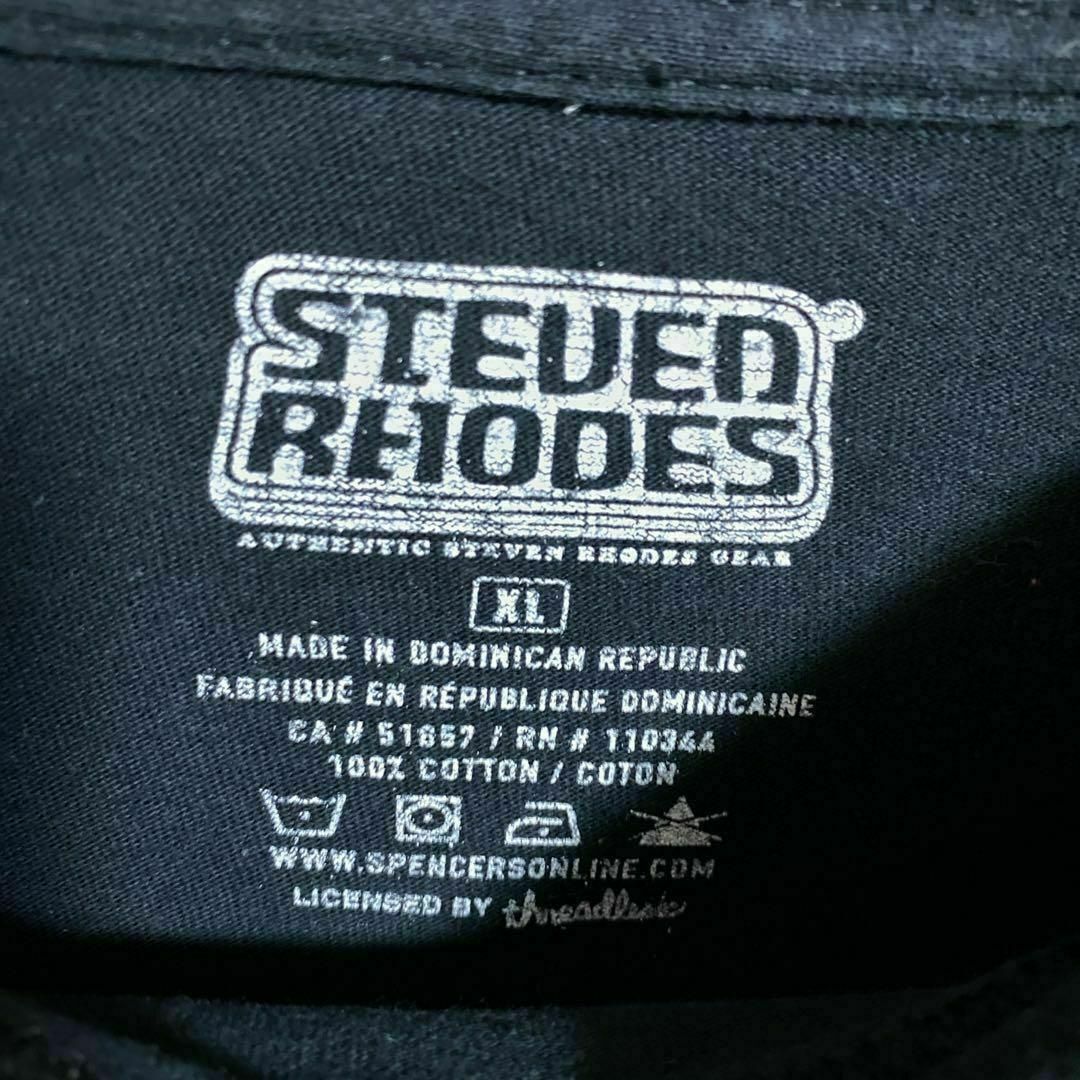 STEVEN
RHODES
AUTHENTIC STEVEN RHODES GEAR
XL
MADE IN DOMINICAN REPUBLIC
FABRIQUÉ EN RÉPUBLIQUE DOMINICAINE
CA # 51657 / RN # 110344
100% COTTON / COTON
WWW.SPENCERSONLINE.COM
LICENSED BY threadless